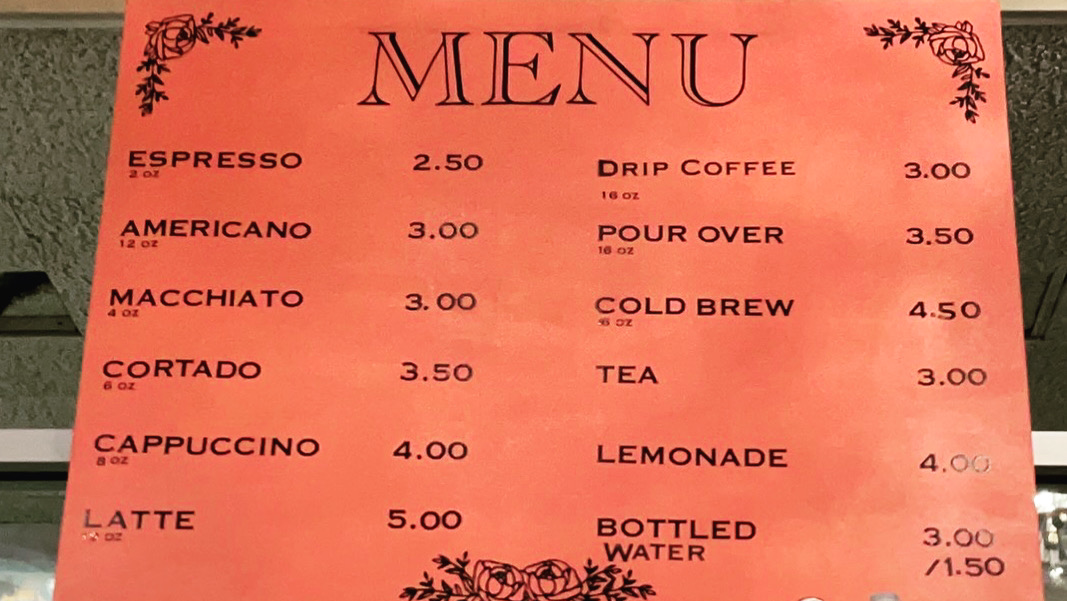 MENU
ESPRESSO 2.50
2 oz
AMERICANO 3.00
12 oz
MACCHIATO 3.00
4 oz
CORTADO 3.50
6 oz
CAPPUCCINO 4.00
8 oz
LATTE 5.00
oz
DRIP COFFEE 3.00
16 oz
POUR OVER 3.50
16 oz
COLD BREW 4.50
oz
TEA 3.00
LEMONADE 4.00
BOTTLED 3.00
WATER /1.50